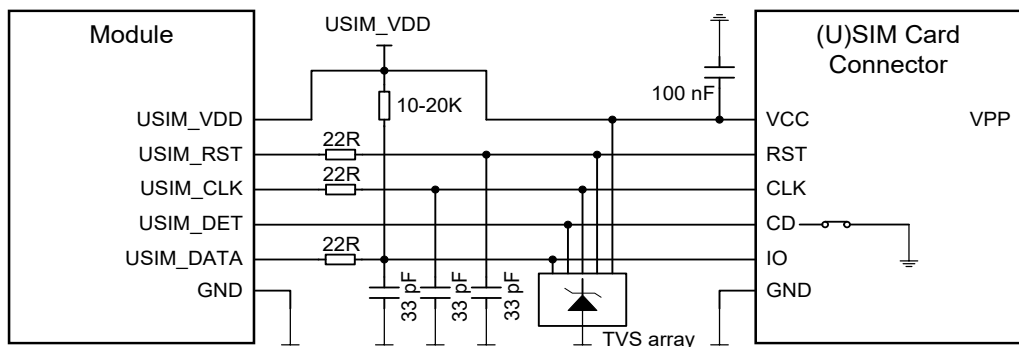 USIM_VDD
Module
(U)SIM Card
Connector
10-20K
100 nF
USIM_VDD
VCC
VPP
22R
USIM_RST
RST
22R
USIM_CLK
CLK
USIM_DET
CD
22R
USIM_DATA
IO
GND
33 pF
33 pF
33 pF
GND
TVS array